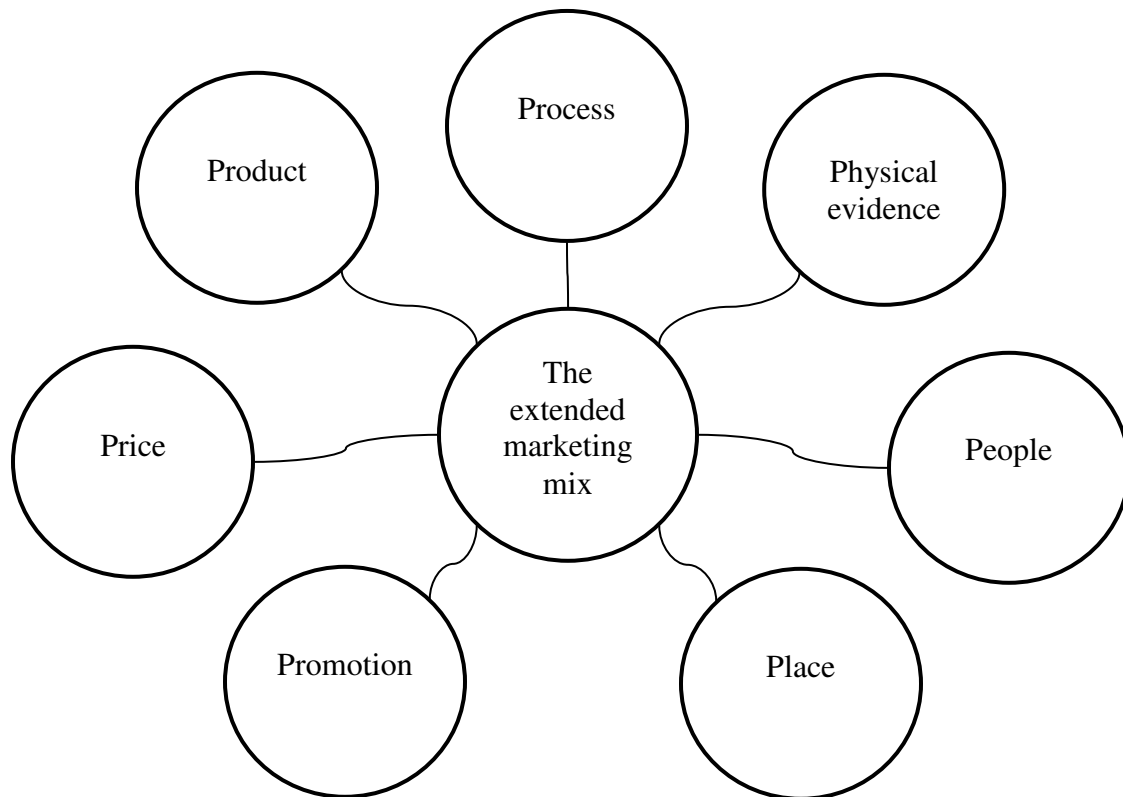 Process
Product
Physical
evidence
The
extended
marketing
mix
Price
People
Promotion
Place